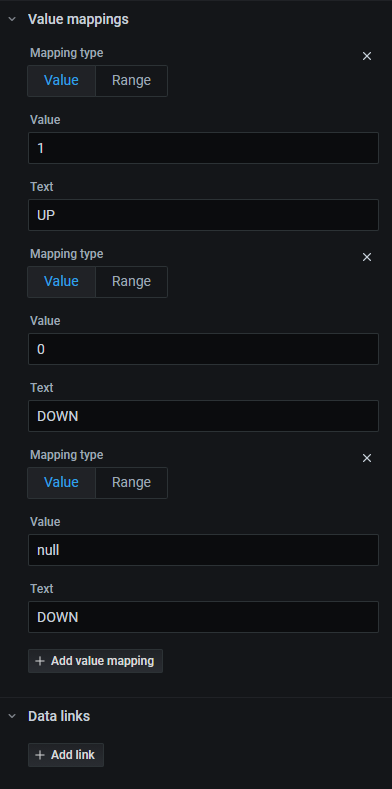 Value mappings
Mapping type
Value Range
Value
1
Text
UP
Mapping type
Value Range
Value
0
Text
DOWN
Mapping type
Value Range
Value
null
Text
DOWN
+ Add value mapping
Data links
+ Add link